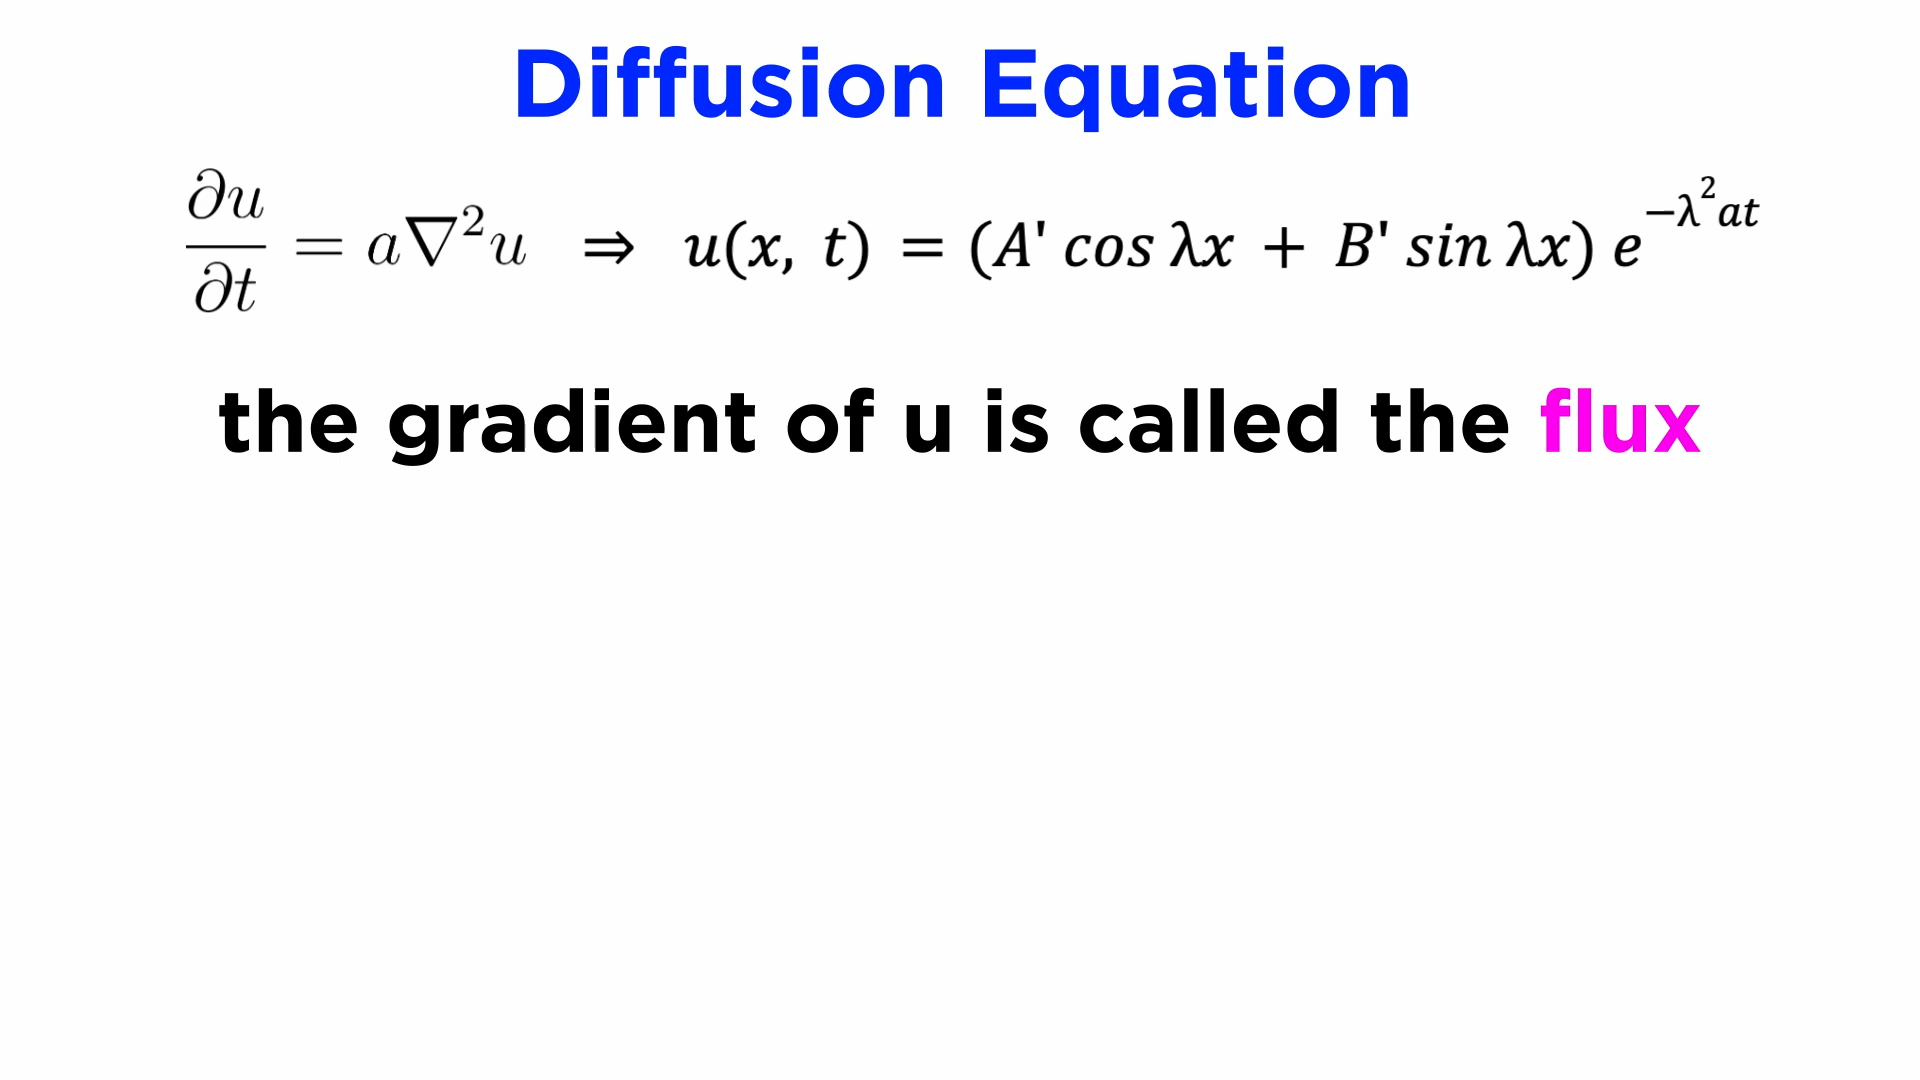 Diffusion Equation
∂u/∂t = a∇²u ⇒ u(x, t) = (A' cos λx + B' sin λx) e^(−λ²at)
the gradient of u is called the flux